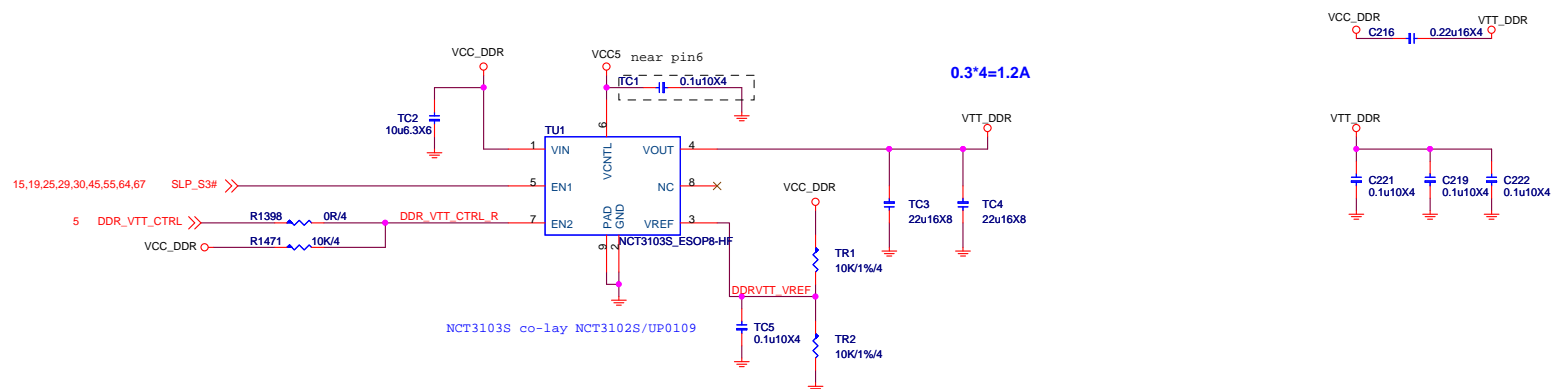 VCC_DDR
C216
0.22u16X4
VTT_DDR
VCC_DDR
VCC5
near pin6
TC1
0.1u10X4
0.3*4=1.2A
TC2
10u6.3X6
TU1
6
VTT_DDR
VTT_DDR
1
VIN
VCNTL
VOUT
4
15,19,25,29,30,45,55,64,67
SLP_S3#
5
EN1
NC
8
VCC_DDR
C221
0.1u10X4
C219
0.1u10X4
C222
0.1u10X4
TC3
22u16X8
TC4
22u16X8
5
DDR_VTT_CTRL
R1398
0R/4
DDR_VTT_CTRL_R
7
EN2
PAD
GND
VREF
3
VCC_DDR
R1471
10K/4
9
2
NCT3103S_ESOP8-HF
TR1
10K/1%/4
DDRVTT_VREF
NCT3103S co-lay NCT3102S/UP0109
TC5
0.1u10X4
TR2
10K/1%/4